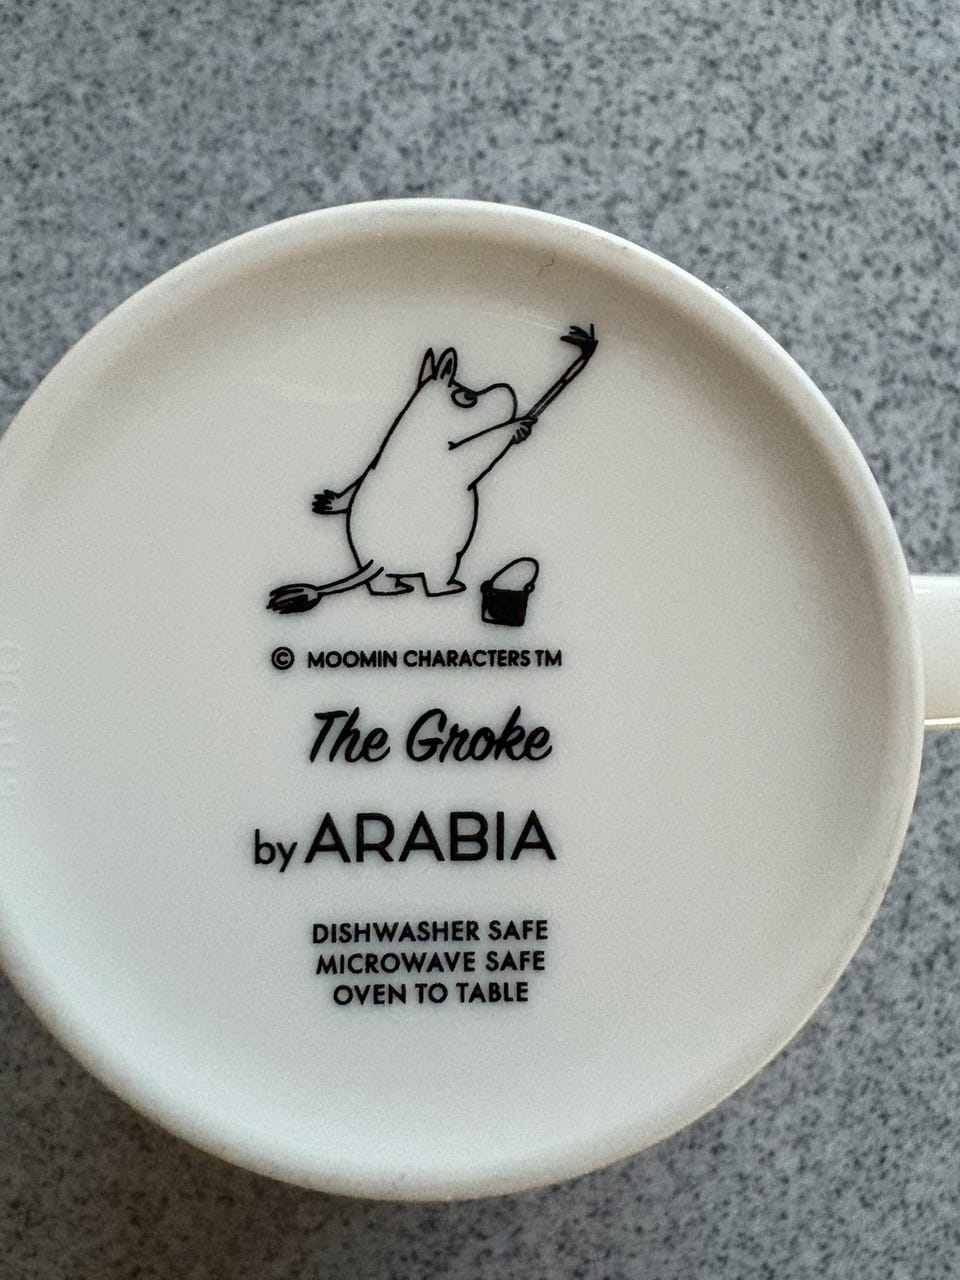 © MOOMIN CHARACTERS TM
The Groke
by ARABIA
DISHWASHER SAFE
MICROWAVE SAFE
OVEN TO TABLE